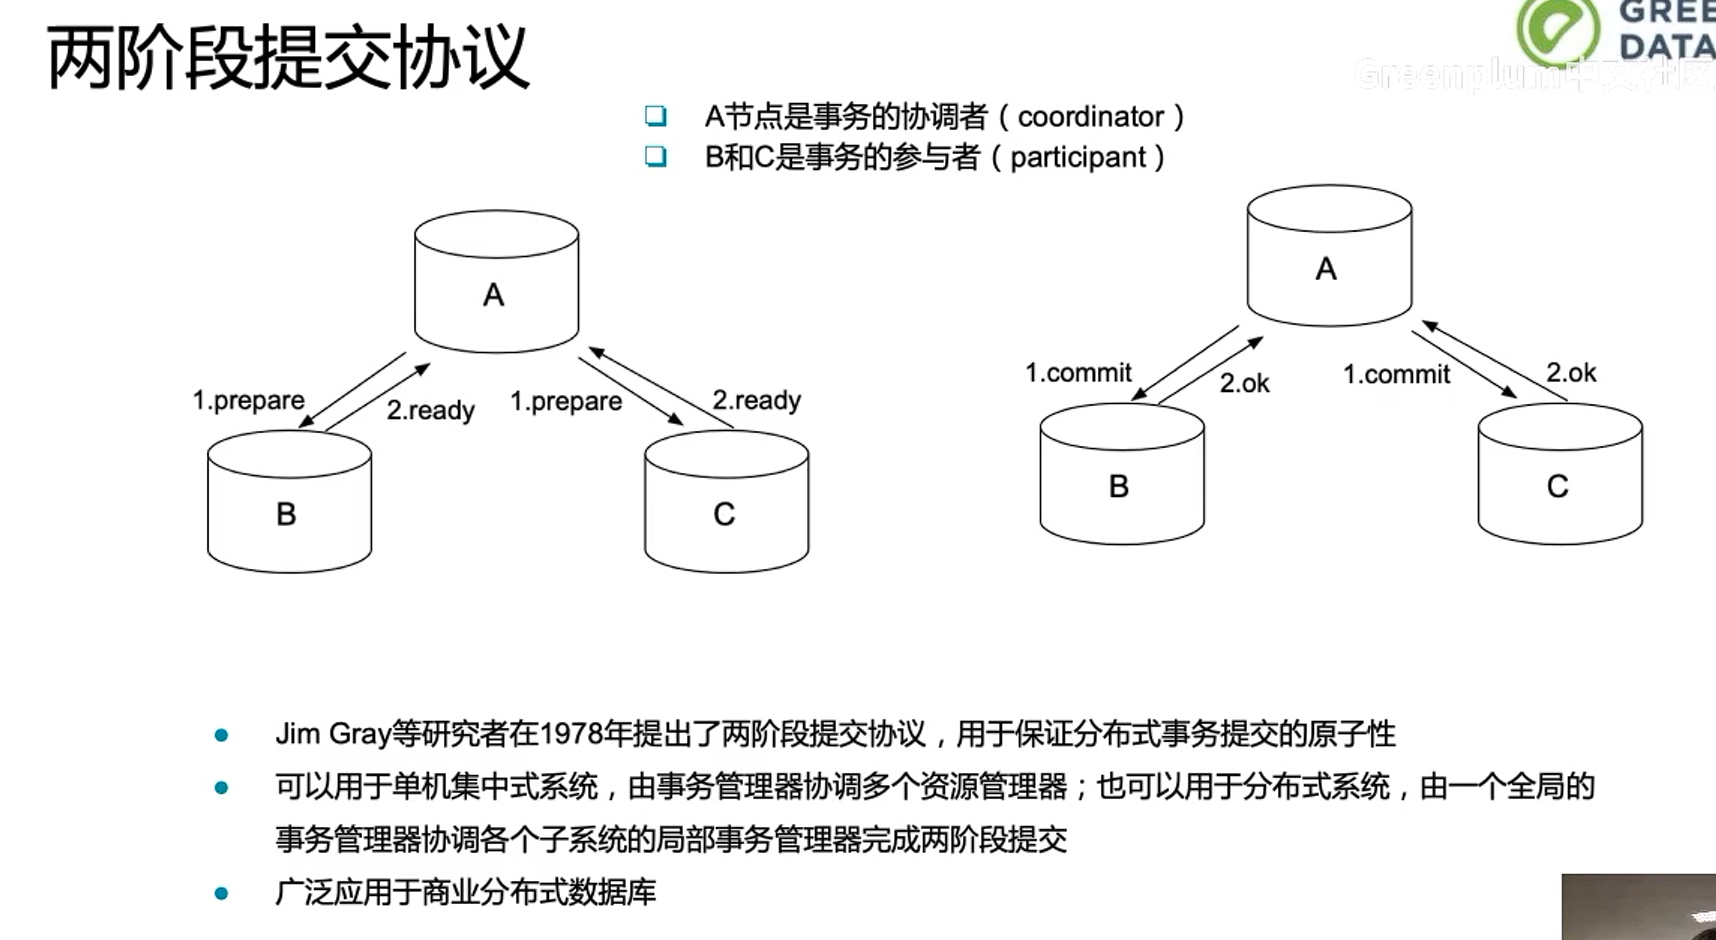 两阶段提交协议
GREE
DATA
Greenplum中文社区
A节点是事务的协调者（coordinator）
B和C是事务的参与者（participant）
A
1.prepare
2.ready
1.prepare
2.ready
B
C
A
1.commit
2.ok
1.commit
2.ok
B
C
Jim Gray等研究者在1978年提出了两阶段提交协议，用于保证分布式事务提交的原子性
可以用于单机集中式系统，由事务管理器协调多个资源管理器；也可以用于分布式系统，由一个全局的
事务管理器协调各个子系统的局部事务管理器完成两阶段提交
广泛应用于商业分布式数据库